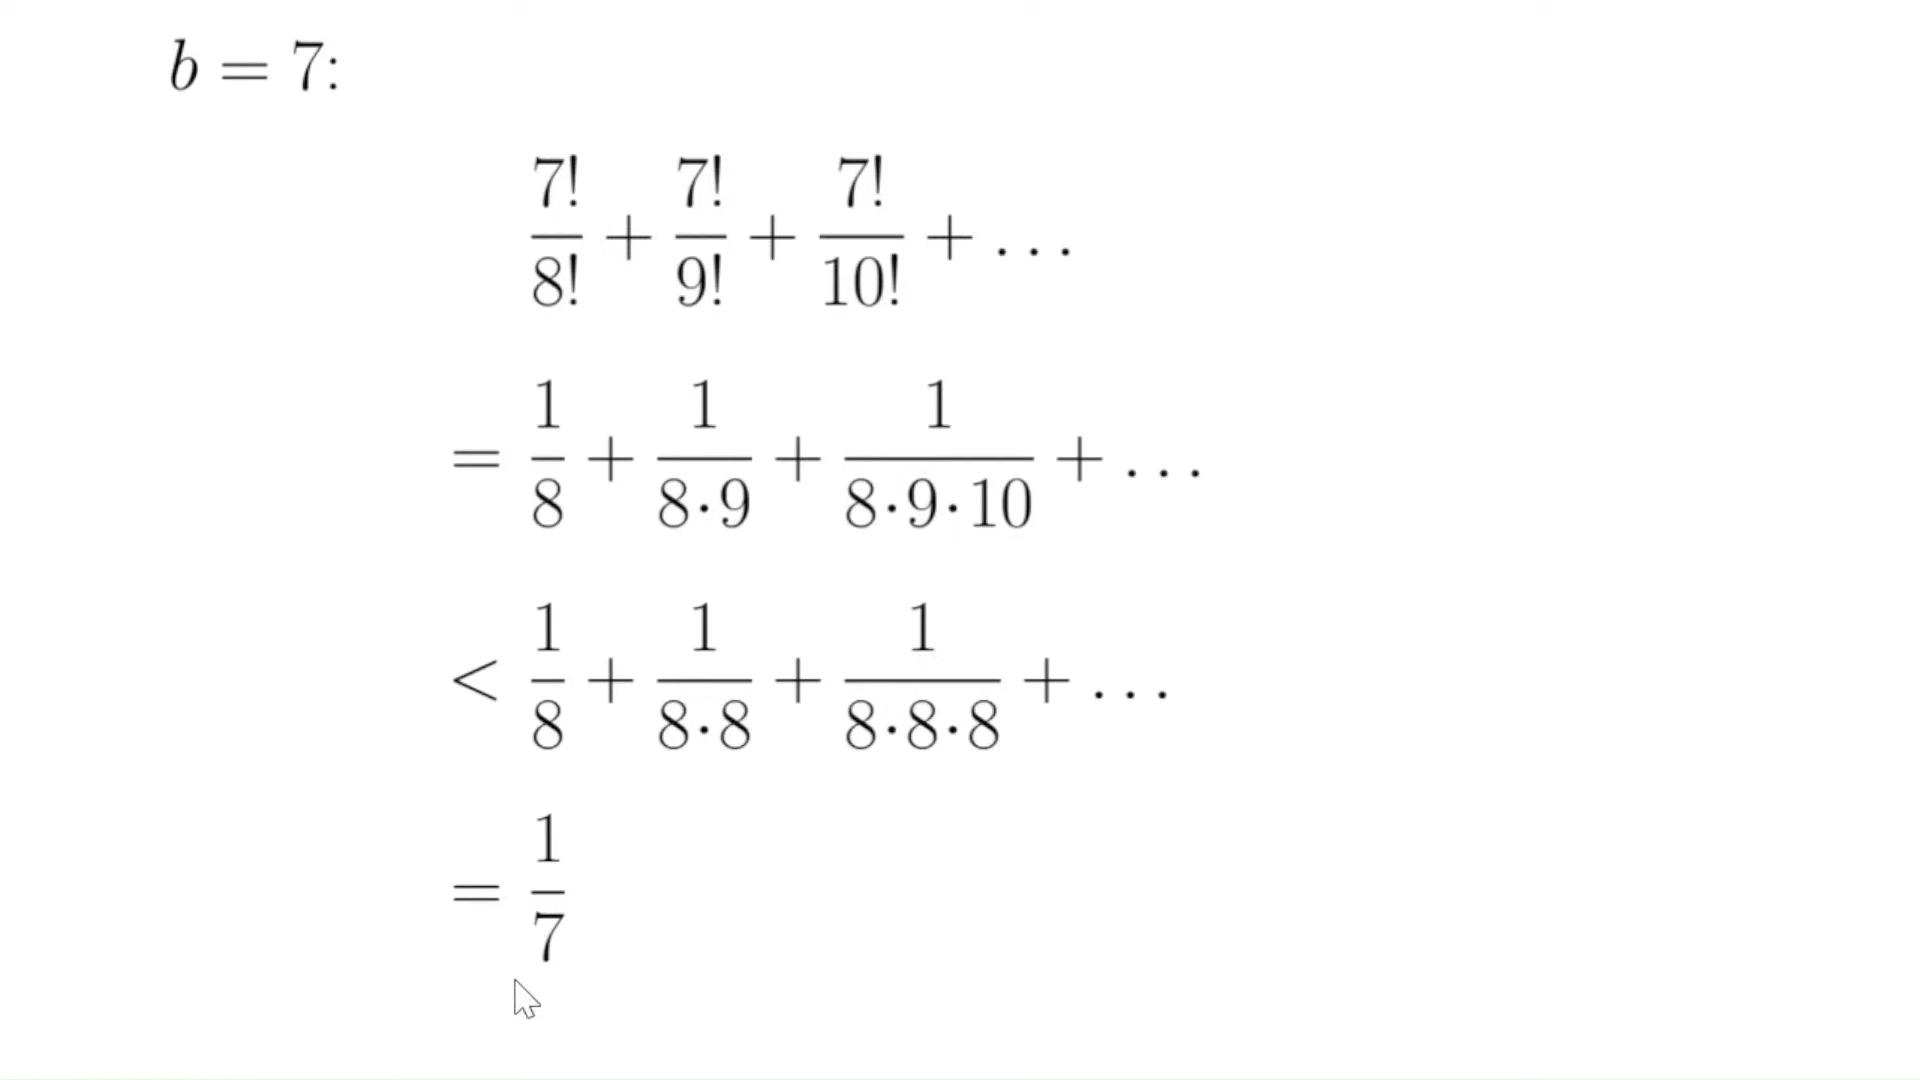 b = 7:
7!/8! + 7!/9! + 7!/10! + ...
= 1/8 + 1/(8·9) + 1/(8·9·10) + ...
< 1/8 + 1/(8·8) + 1/(8·8·8) + ...
= 1/7